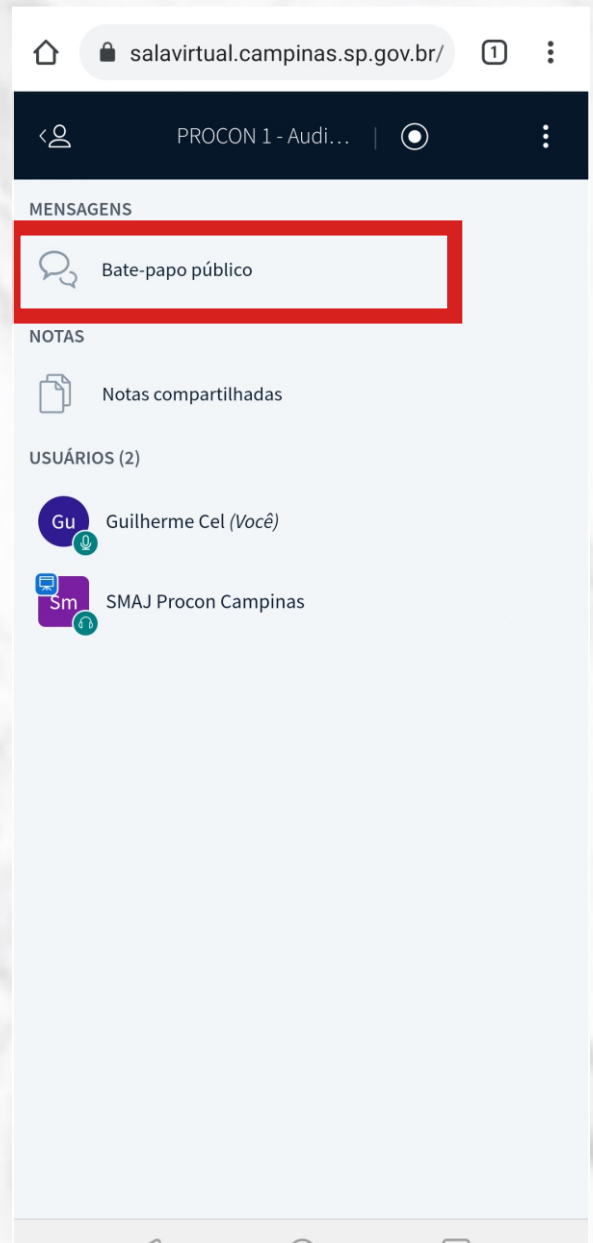 salavirtual.campinas.sp.gov.br/ 1
PROCON 1 - Audi... |
MENSAGENS
Bate-papo público
NOTAS
Notas compartilhadas
USUÁRIOS (2)
Gu Guilherme Cel (Você)
Sm SMAJ Procon Campinas